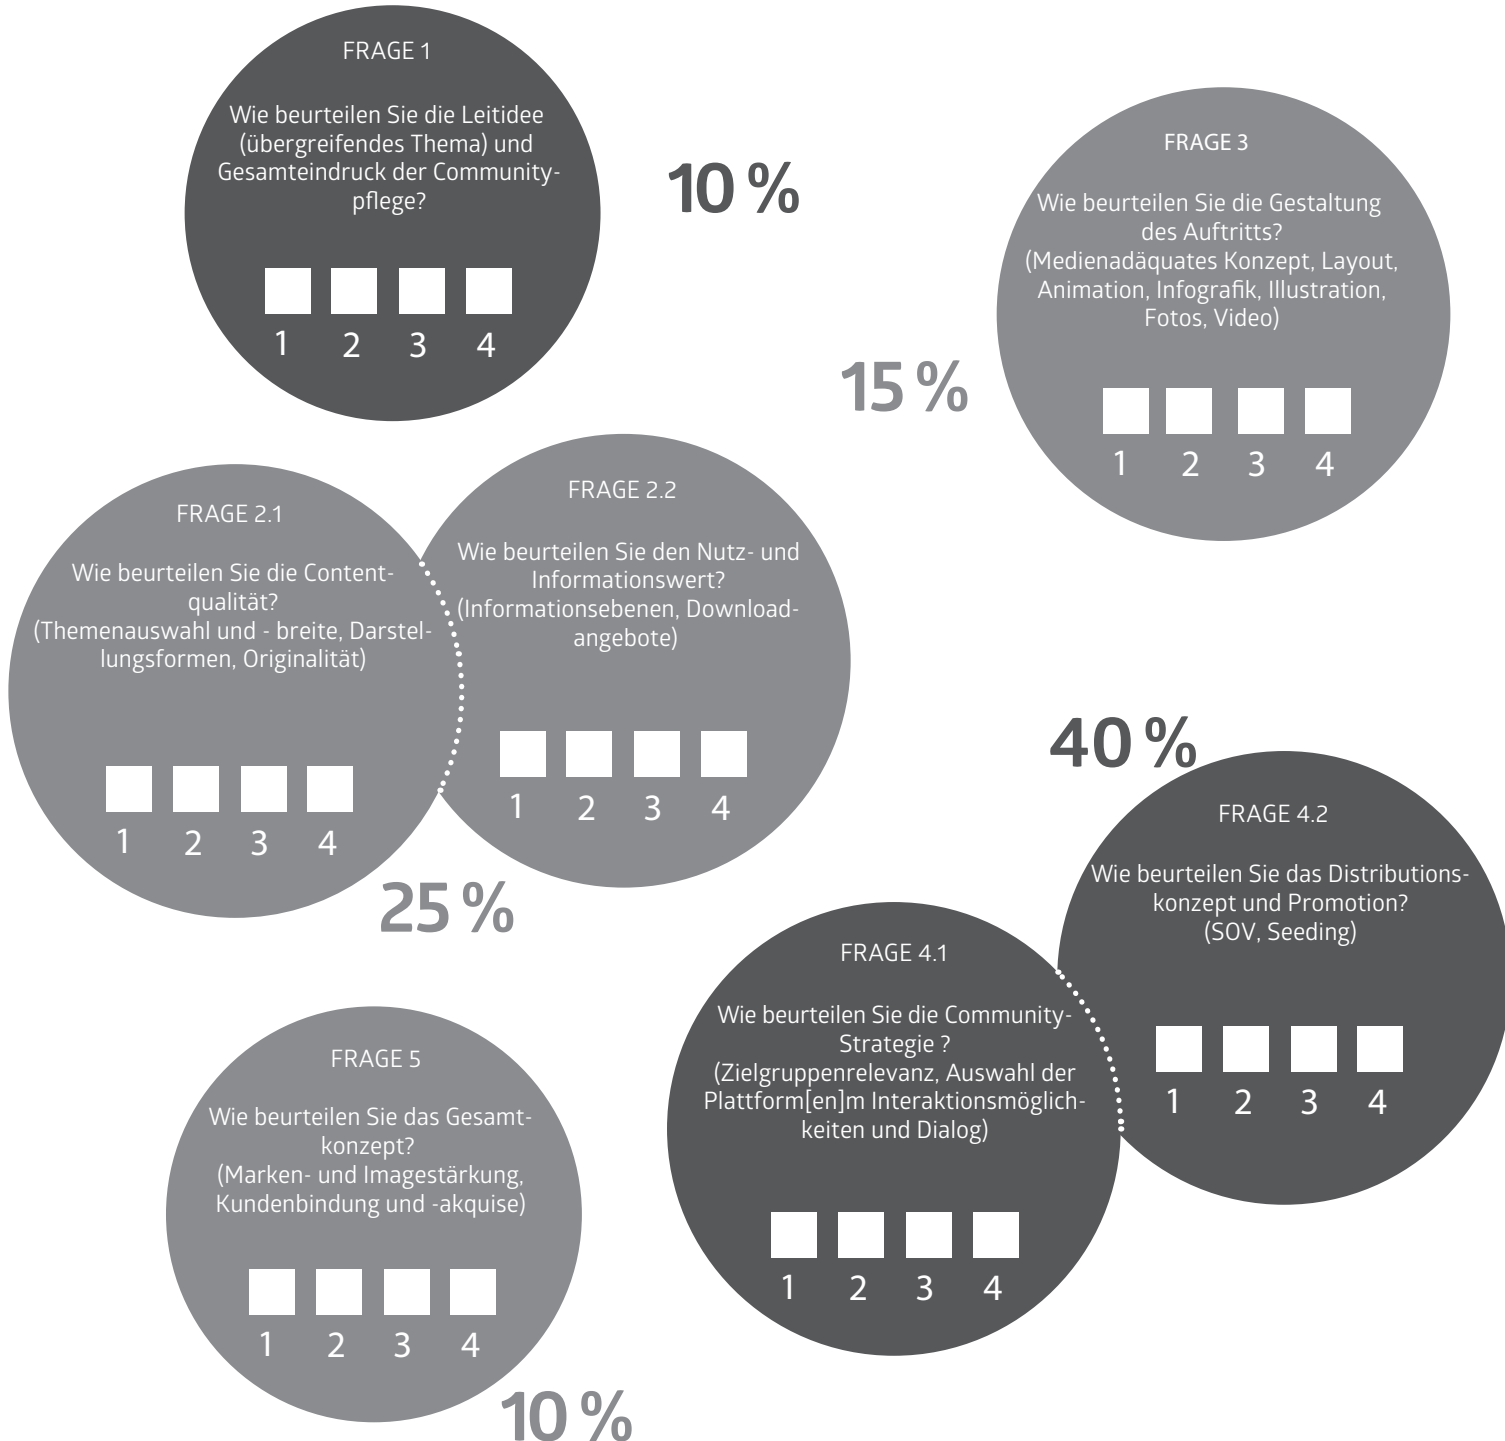 FRAGE 1
Wie beurteilen Sie die Leitidee
(übergreifendes Thema) und
Gesamteindruck der Community-
pflege?
1 2 3 4
10 %
FRAGE 3
Wie beurteilen Sie die Gestaltung
des Auftritts?
(Medienadäquates Konzept, Layout,
Animation, Infografik, Illustration,
Fotos, Video)
1 2 3 4
15 %
FRAGE 2.1
Wie beurteilen Sie die Content-
qualität?
(Themenauswahl und - breite, Darstel-
lungsformen, Originalität)
1 2 3 4
FRAGE 2.2
Wie beurteilen Sie den Nutz- und
Informationswert?
(Informationsebenen, Download-
angebote)
1 2 3 4
25 %
40 %
FRAGE 4.2
Wie beurteilen Sie das Distributions-
konzept und Promotion?
(SOV, Seeding)
1 2 3 4
FRAGE 4.1
Wie beurteilen Sie die Community-
Strategie ?
(Zielgruppenrelevanz, Auswahl der
Plattform[en]m Interaktionsmöglich-
keiten und Dialog)
1 2 3 4
FRAGE 5
Wie beurteilen Sie das Gesamt-
konzept?
(Marken- und Imagestärkung,
Kundenbindung und -akquise)
1 2 3 4
10 %